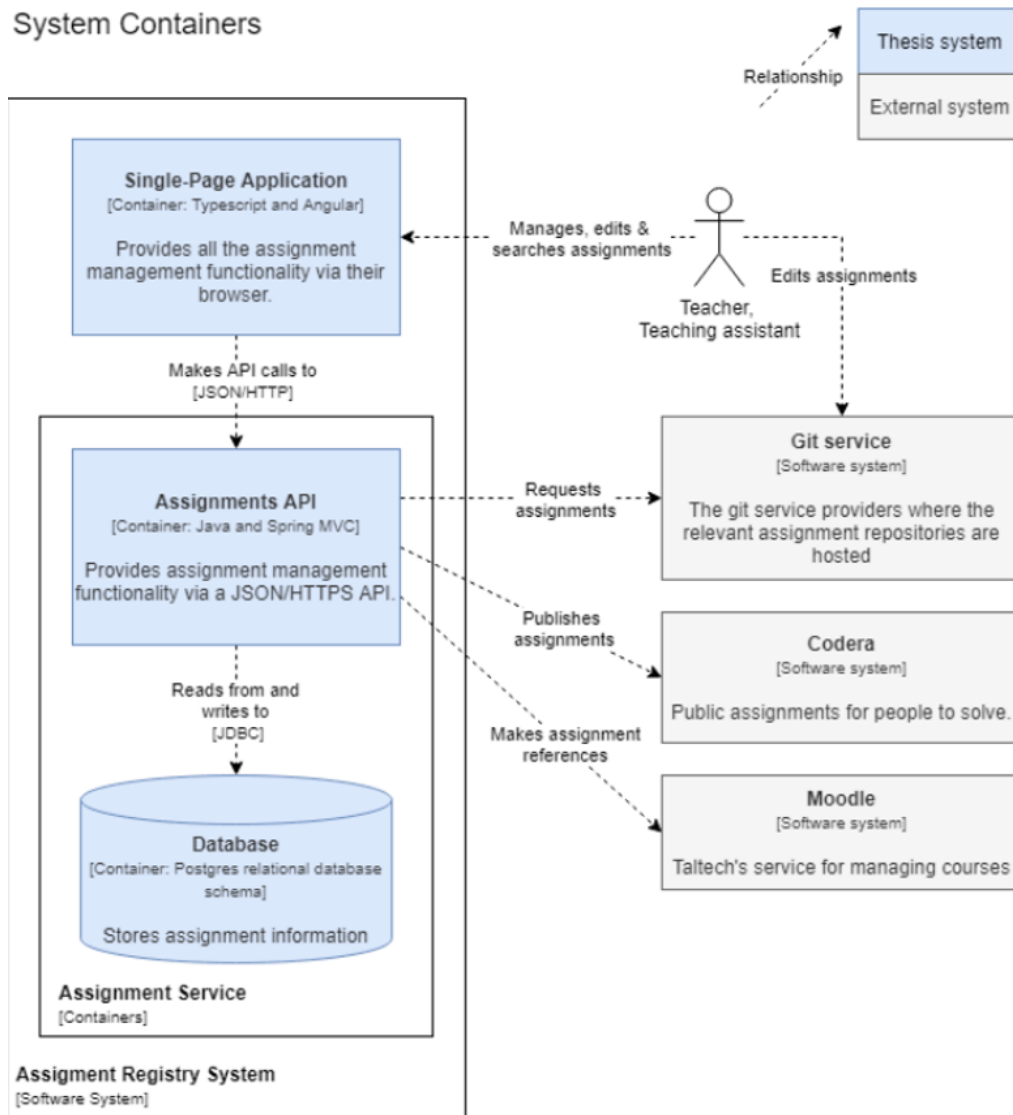 System Containers
Relationship
Thesis system
External system
Single-Page Application
[Container: Typescript and Angular]
Provides all the assignment
management functionality via their
browser.
Manages, edits &
searches assignments
Teacher,
Teaching assistant
Edits assignments
Makes API calls to
[JSON/HTTP]
Assignments API
[Container: Java and Spring MVC]
Provides assignment management
functionality via a JSON/HTTPS API.
Requests
assignments
Git service
[Software system]
The git service providers where the
relevant assignment repositories are
hosted
Publishes
assignments
Codera
[Software system]
Public assignments for people to solve.
Makes assignment
references
Moodle
[Software system]
Taltech's service for managing courses
Reads from and
writes to
[JDBC]
Database
[Container: Postgres relational database
schema]
Stores assignment information
Assignment Service
[Containers]
Assigment Registry System
[Software System]